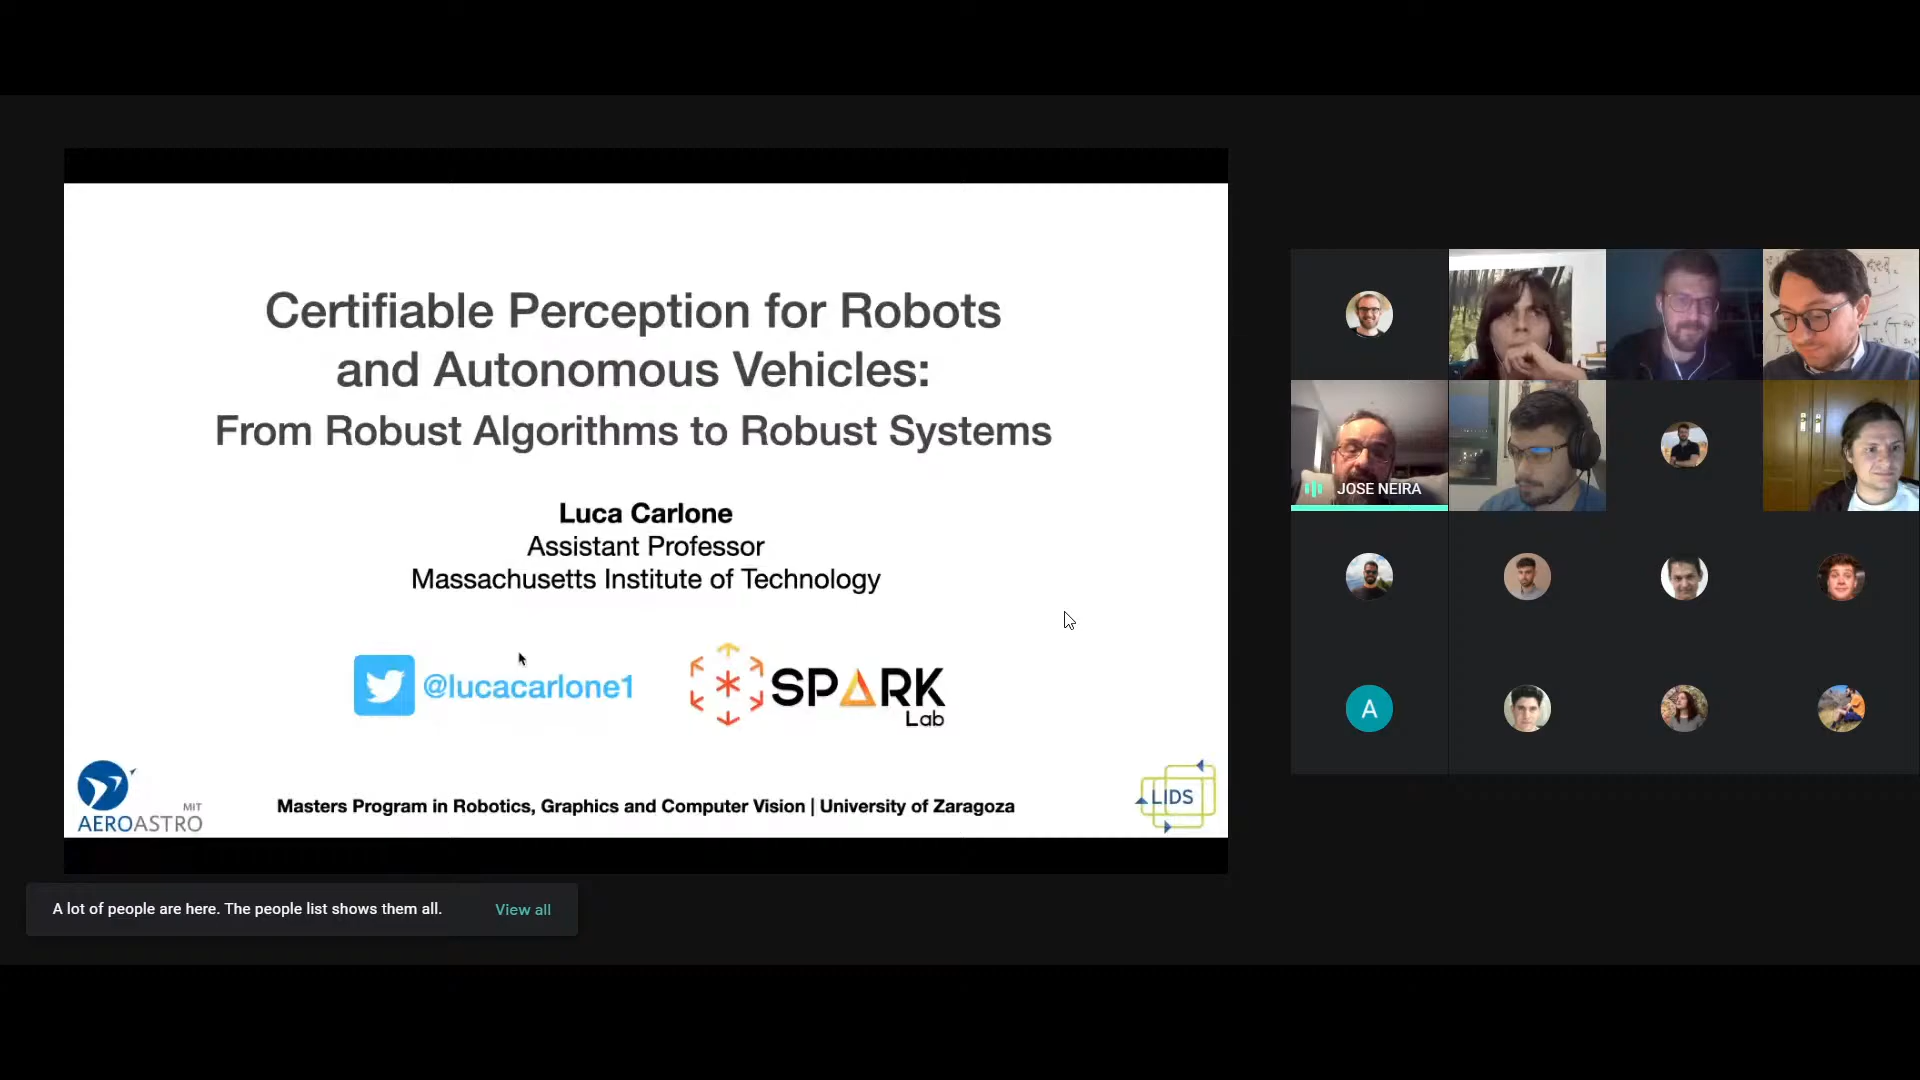 Certifiable Perception for Robots
and Autonomous Vehicles:
From Robust Algorithms to Robust Systems
Luca Carlone
Assistant Professor
Massachusetts Institute of Technology
@lucacarlone1
SPARK
Lab
MIT
AEROASTRO
Masters Program in Robotics, Graphics and Computer Vision | University of Zaragoza
LIDS
JOSE NEIRA
A
A lot of people are here. The people list shows them all.
View all